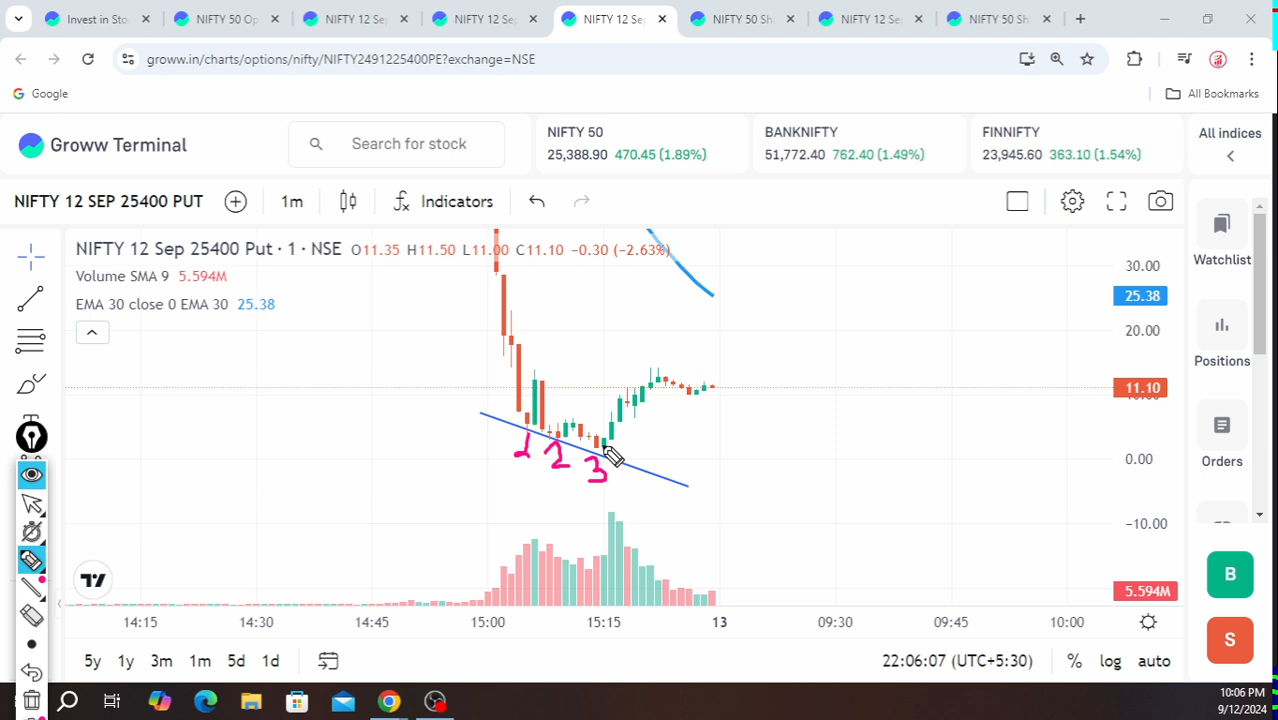 Invest in Sto
NIFTY 50 Op
NIFTY 12 Sep
NIFTY 12 Sep
NIFTY 12 Sep
NIFTY 50 Sh
NIFTY 12 Sep
NIFTY 50 Sh
groww.in/charts/options/nifty/NIFTY2491225400PE?exchange=NSE
Google
All Bookmarks
Groww Terminal
Search for stock
NIFTY 50
25,388.90 470.45 (1.89%)
BANKNIFTY
51,772.40 762.40 (1.49%)
FINNIFTY
23,945.60 363.10 (1.54%)
All indices
NIFTY 12 SEP 25400 PUT
1m
Indicators
NIFTY 12 Sep 25400 Put · 1 · NSE O11.35 H11.50 L11.00 C11.10 −0.30 (−2.63%)
Volume SMA 9 5.594M
EMA 30 close 0 EMA 30 25.38
30.00
25.38
20.00
11.10
0.00
−10.00
5.594M
1 2 3
Watchlist
Positions
Orders
B
S
14:15 14:30 14:45 15:00 15:15 13 09:30 09:45 10:00
5y 1y 3m 1m 5d 1d
22:06:07 (UTC+5:30) % log auto
10:06 PM
9/12/2024